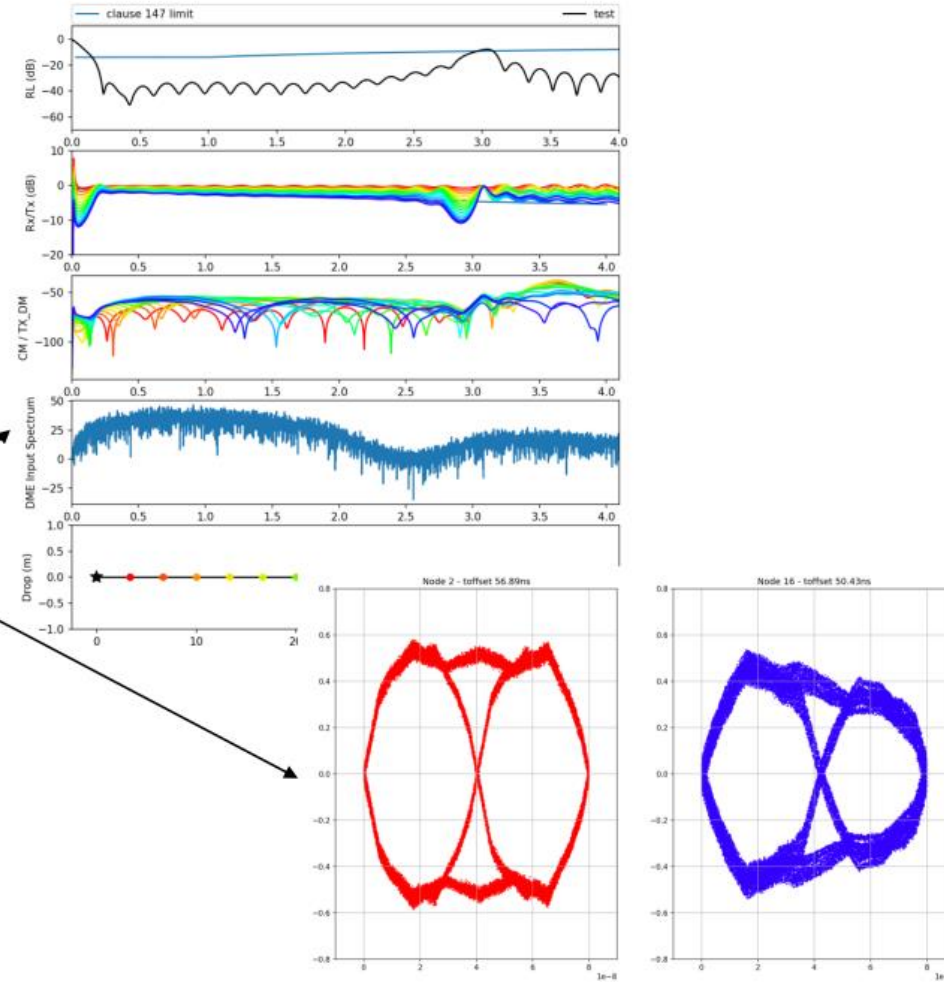 clause 147 limit test
RL (dB)
0
−20
−40
−60
0.0 0.5 1.0 1.5 2.0 2.5 3.0 3.5 4.0
Rx/Tx (dB)
10
0
−10
−20
0.0 0.5 1.0 1.5 2.0 2.5 3.0 3.5 4.0
CM / TX_DM
−50
−100
0.0 0.5 1.0 1.5 2.0 2.5 3.0 3.5 4.0
DME Input Spectrum
50
25
0
−25
0.0 0.5 1.0 1.5 2.0 2.5 3.0 3.5 4.0
Drop (m)
1.0
0.5
0.0
−0.5
−1.0
0 10
Node 2 - toffset 56.89ns
0.8
0.6
0.4
0.2
0.0
−0.2
−0.4
−0.6
−0.8
0 2 4 6 8
1e−8
Node 16 - toffset 50.43ns
0.8
0.6
0.4
0.2
0.0
−0.2
−0.4
−0.6
−0.8
0 2 4 6 8